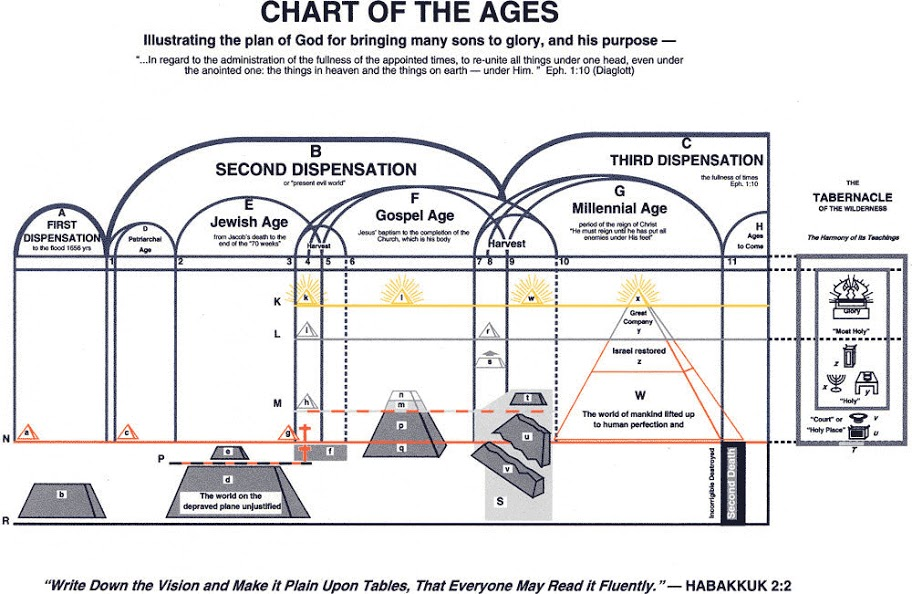 CHART OF THE AGES
Illustrating the plan of God for bringing many sons to glory, and his purpose —
"...In regard to the administration of the fullness of the appointed times, to re-unite all things under one head, even under
the anointed one: the things in heaven and the things on earth — under Him. " Eph. 1:10 (Diaglott)
A
FIRST
DISPENSATION
to the flood 1656 yrs
B
SECOND DISPENSATION
or "present evil world"
C
THIRD DISPENSATION
the fullness of times
Eph. 1:10
D
Patriarchal
Age
E
Jewish Age
from Jacob's death to the
end of the "70 weeks"
Harvest
F
Gospel Age
Jesus' baptism to the completion of the
Church, which is his body
Harvest
G
Millennial Age
period of the reign of Christ
"He must reign until he has put all
enemies under His feet"
H
Ages
to Come
THE
TABERNACLE
OF THE WILDERNESS
The Harmony of Its Teachings
1 2 3 4 5 6 7 8 9 10 11
K
k
l
w
x
L
i
r
s
Great
Company
y
Israel restored
z
W
The world of mankind lifted up
to human perfection and
M
h
n
m
p
q
t
u
v
S
N
a
c
g
f
P
e
d
The world on the
depraved plane unjustified
b
R
Incorrigible Destroyed
Second Death
Glory
"Most Holy"
z
x
y
"Holy"
"Court" or
"Holy Place"
v
u
T
"Write Down the Vision and Make it Plain Upon Tables, That Everyone May Read it Fluently." — HABAKKUK 2:2